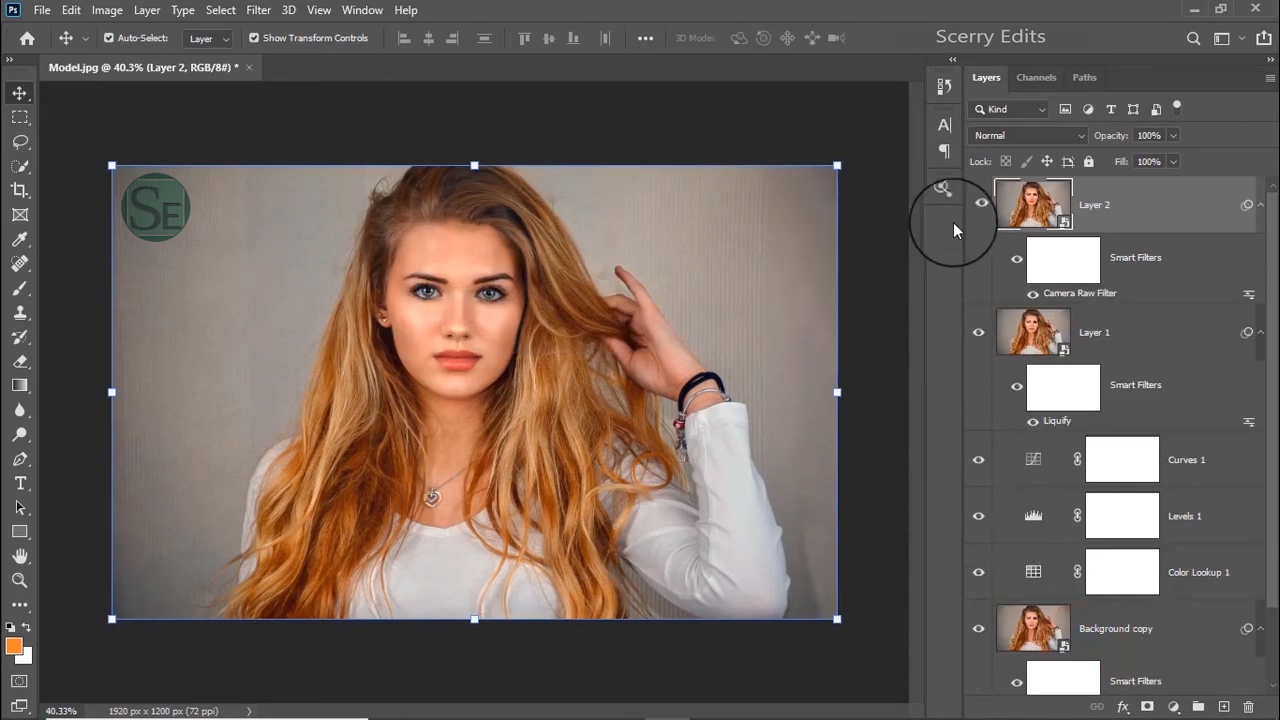 Ps File Edit Image Layer Type Select Filter 3D View Window Help
Auto-Select: Layer Show Transform Controls 3D Mode: Scerry Edits
Model.jpg @ 40.3% (Layer 2, RGB/8#) *
SE
Layers Channels Paths
Kind
Normal Opacity: 100%
Lock: Fill: 100%
Layer 2
Smart Filters
Camera Raw Filter
Layer 1
Smart Filters
Liquify
Curves 1
Levels 1
Color Lookup 1
Background copy
Smart Filters
40.33% 1920 px x 1200 px (72 ppi)